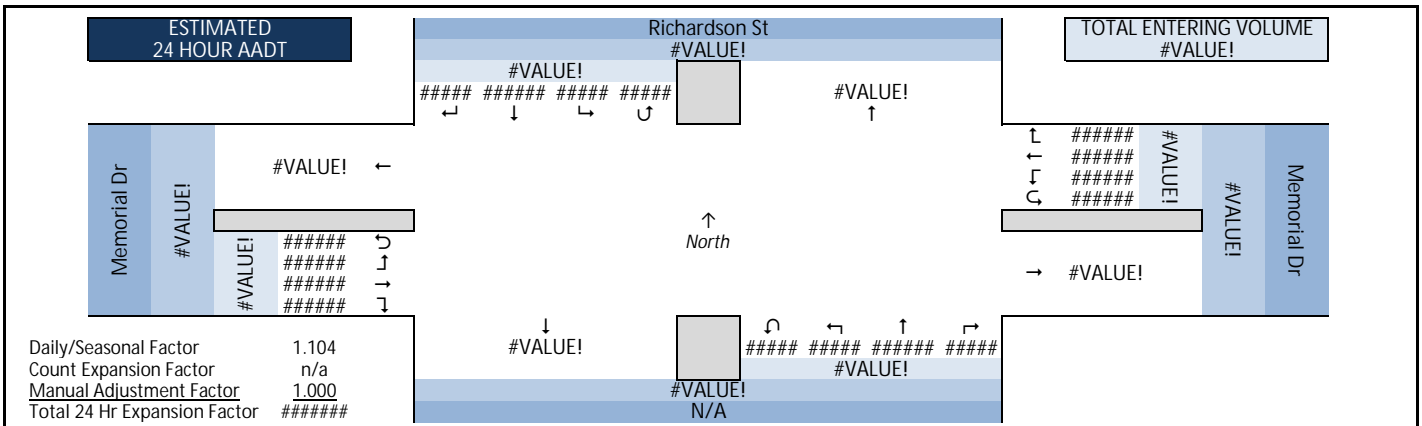 ESTIMATED
24 HOUR AADT
Richardson St
#VALUE!
TOTAL ENTERING VOLUME
#VALUE!
#VALUE!
##### ###### ##### #####
↵ ↓ ↳ ↺
#VALUE!
↑
Memorial Dr
#VALUE!
#VALUE! ←
#VALUE!
###### ⮌
###### ↰
###### →
###### ↴
↑
North
↱ ######
← ######
↲ ######
⮎ ######
#VALUE!
#VALUE!
Memorial Dr
→ #VALUE!
↓
#VALUE!
↶ ↰ ↑ ↱
##### ##### ###### #####
#VALUE!
#VALUE!
N/A
Daily/Seasonal Factor 1.104
Count Expansion Factor n/a
Manual Adjustment Factor 1.000
Total 24 Hr Expansion Factor #######